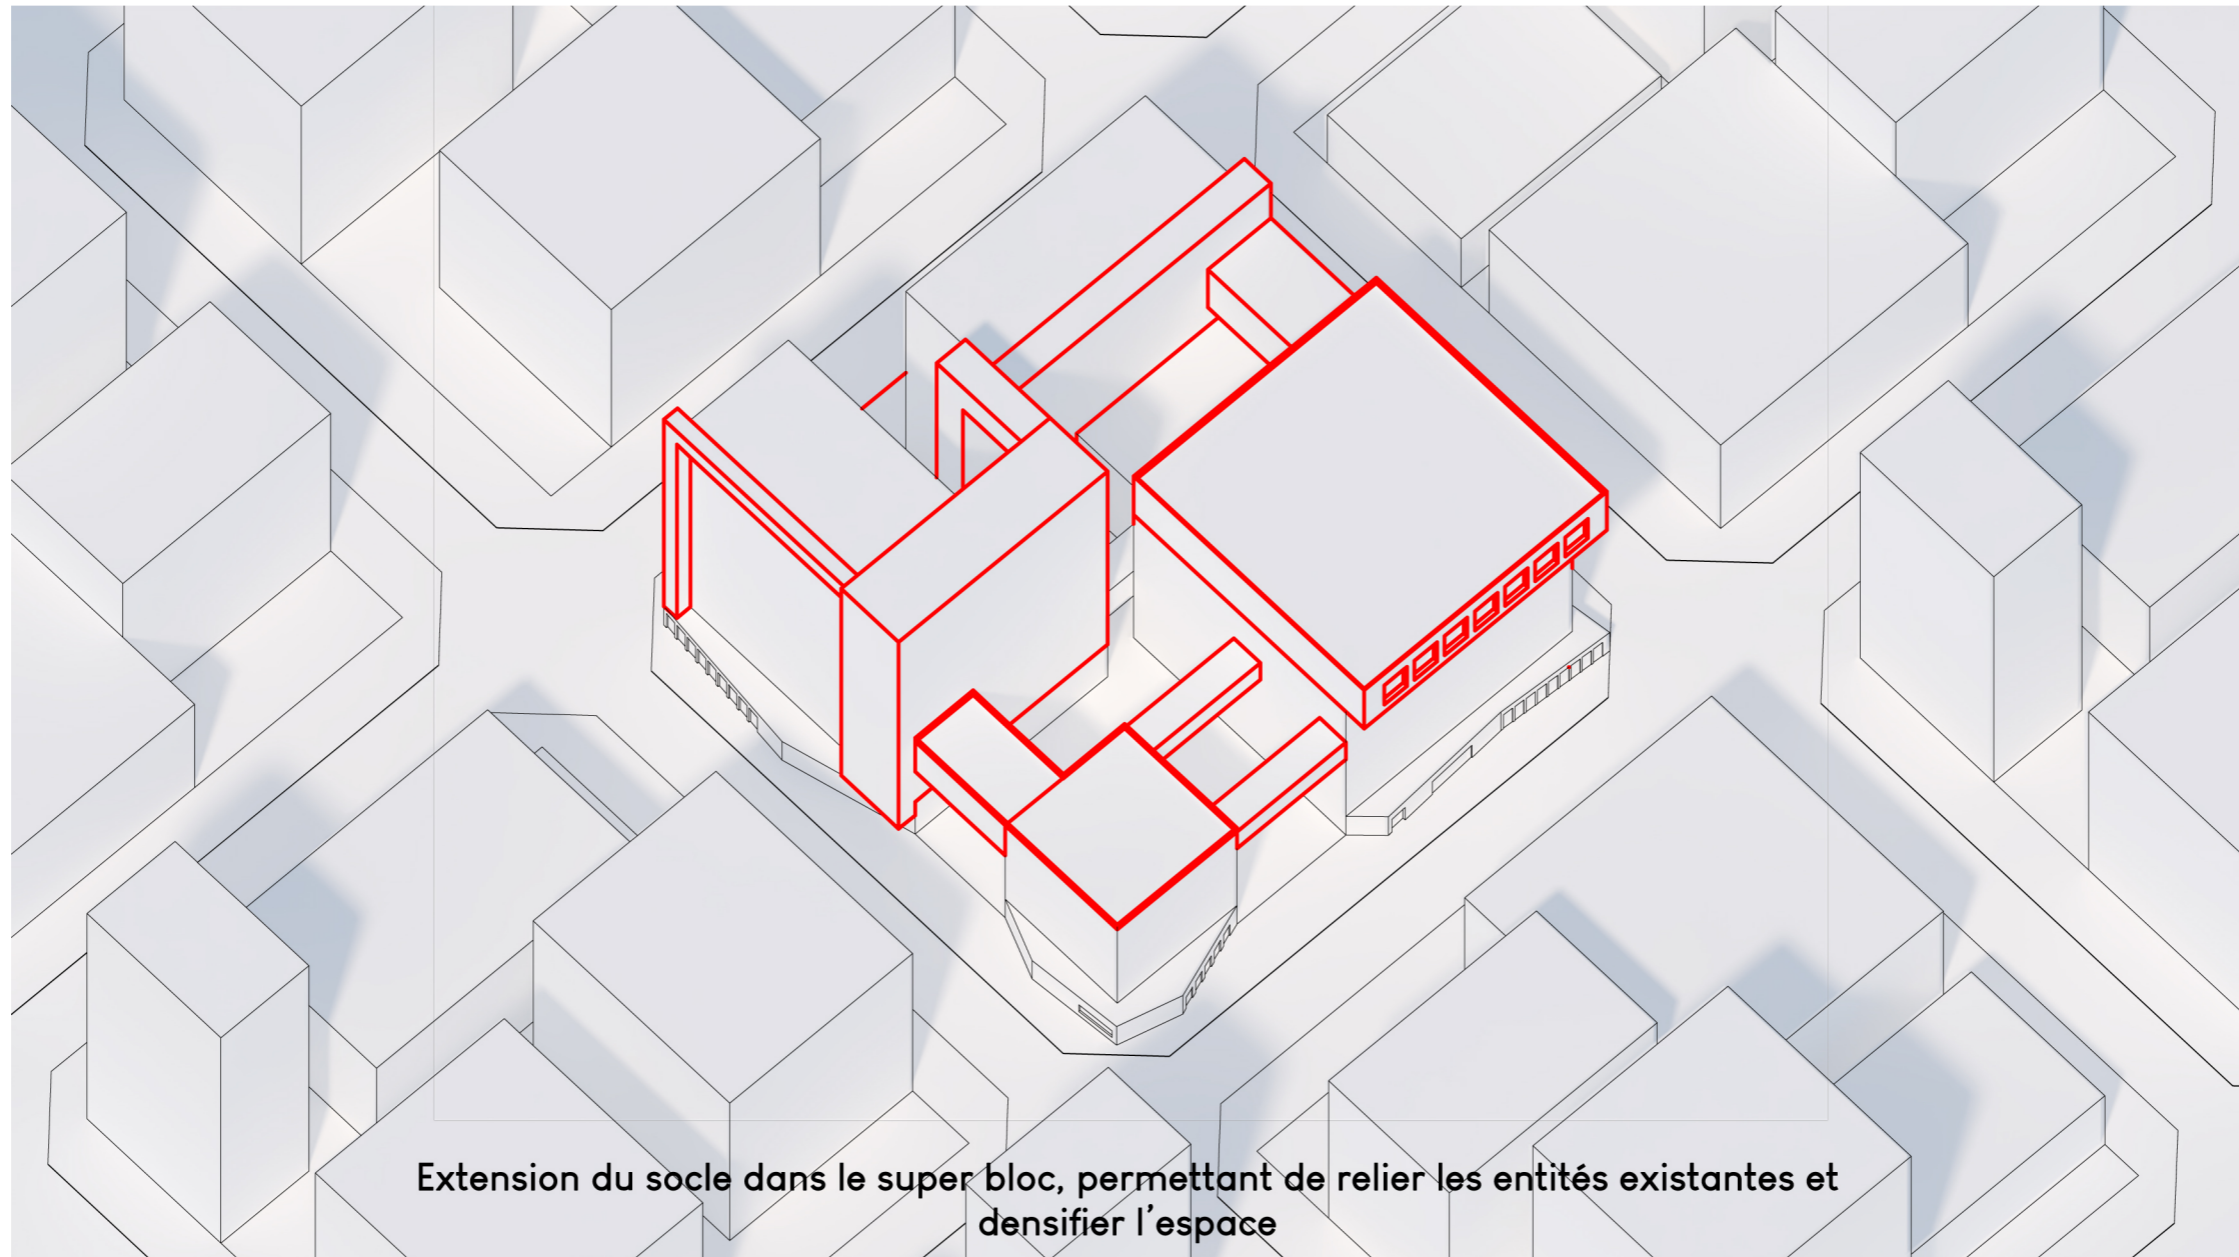 Extension du socle dans le super bloc, permettant de relier les entités existantes et
densifier l'espace